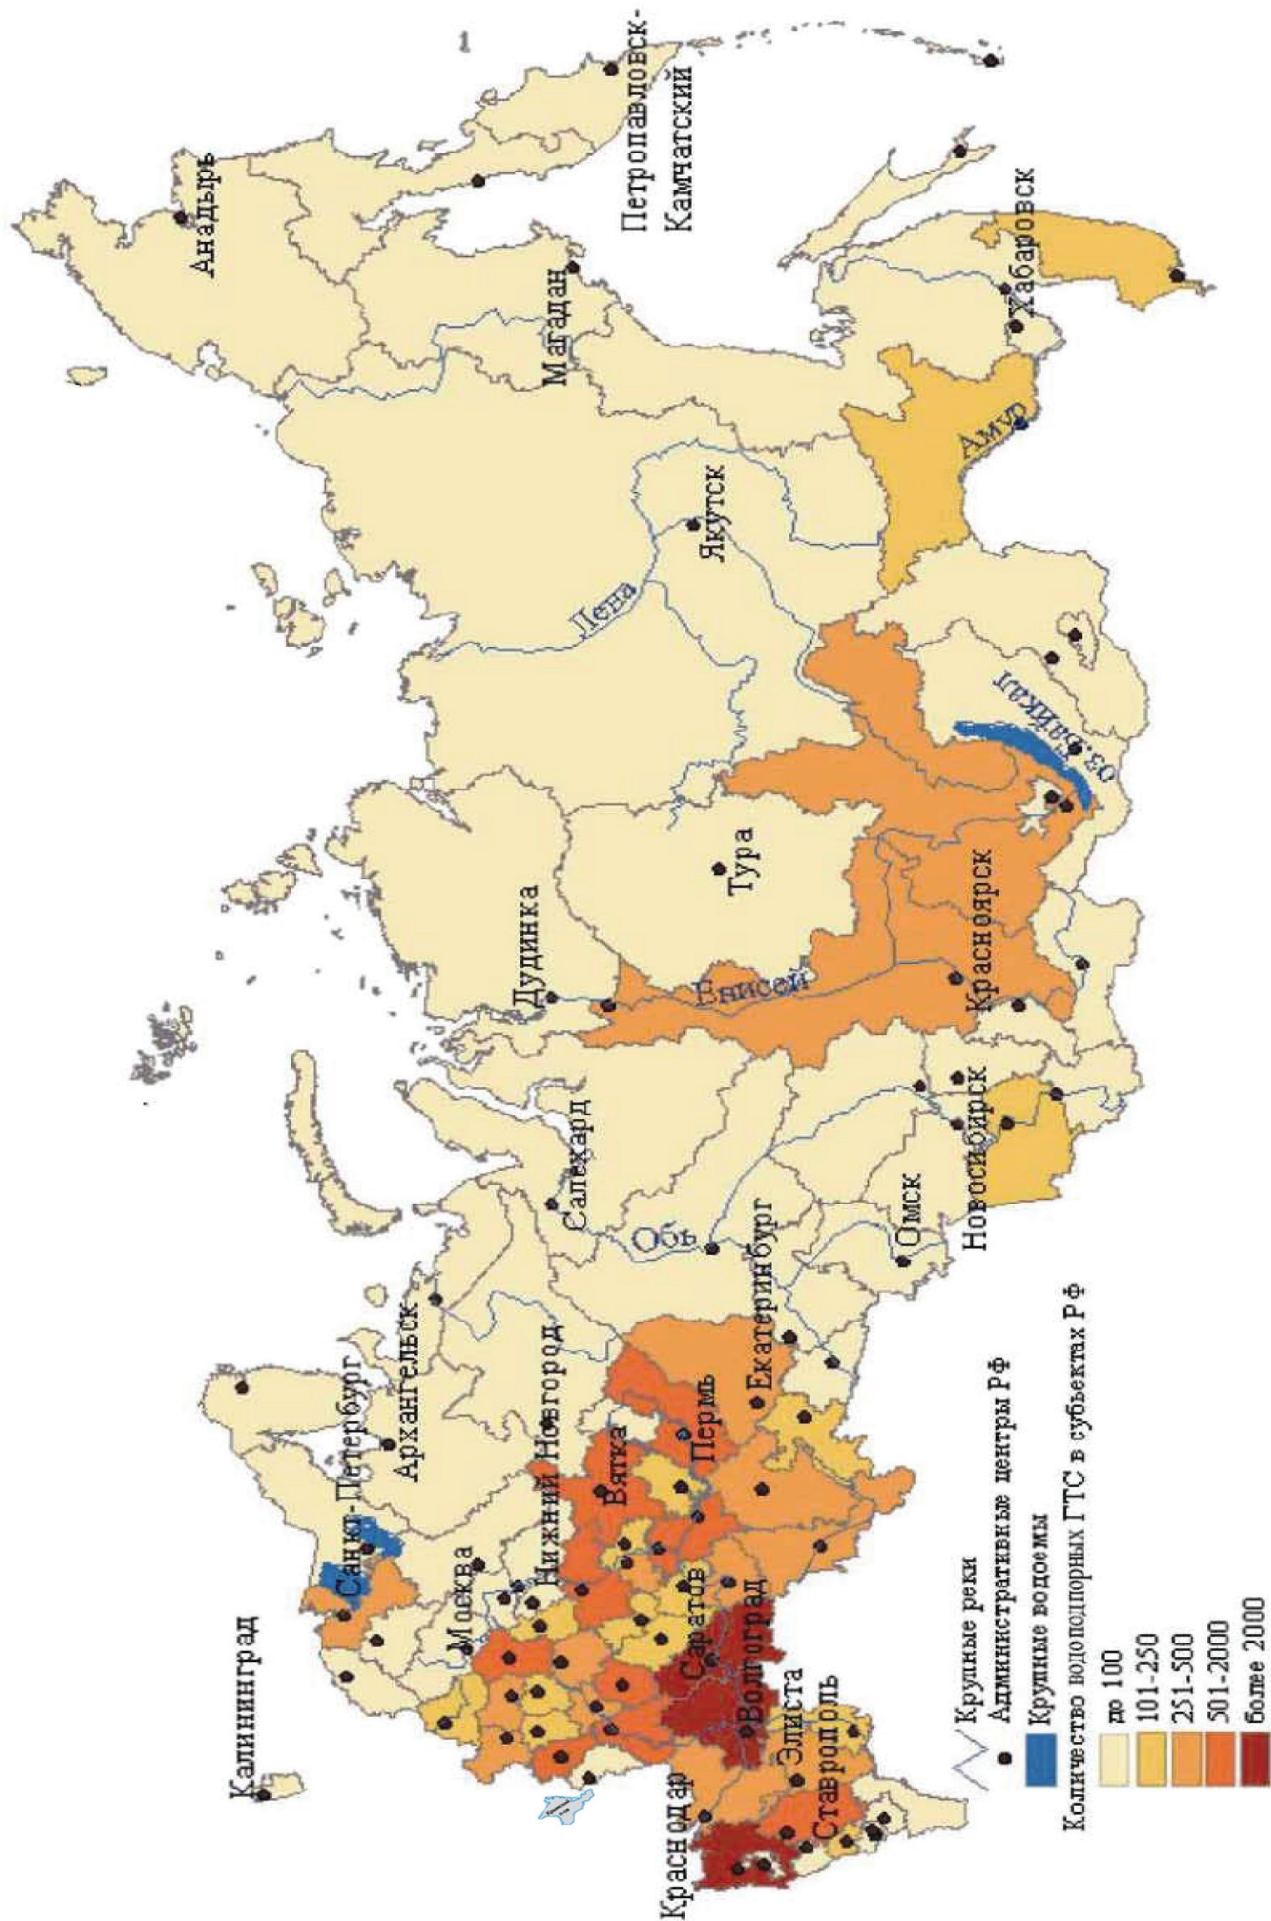 Калининград
Санкт-Петербург
Архангельск
Москва
Нижний Новгород
Вятка
Пермь
Екатеринбург
Саратов
Волгоград
Элиста
Ставрополь
Краснодар
Салехард
Обь
Омск
Новосибирск
Дудинка
Енисей
Тура
Красноярск
оз.Байкал
Лена
Якутск
Амур
Хабаровск
Магадан
Анадырь
Петропавловск-
Камчатский
Крупные реки
Административные центры РФ
Крупные водоемы
Количество водоподпорных ГТС в субъектах РФ
до 100
101-250
251-500
501-2000
более 2000